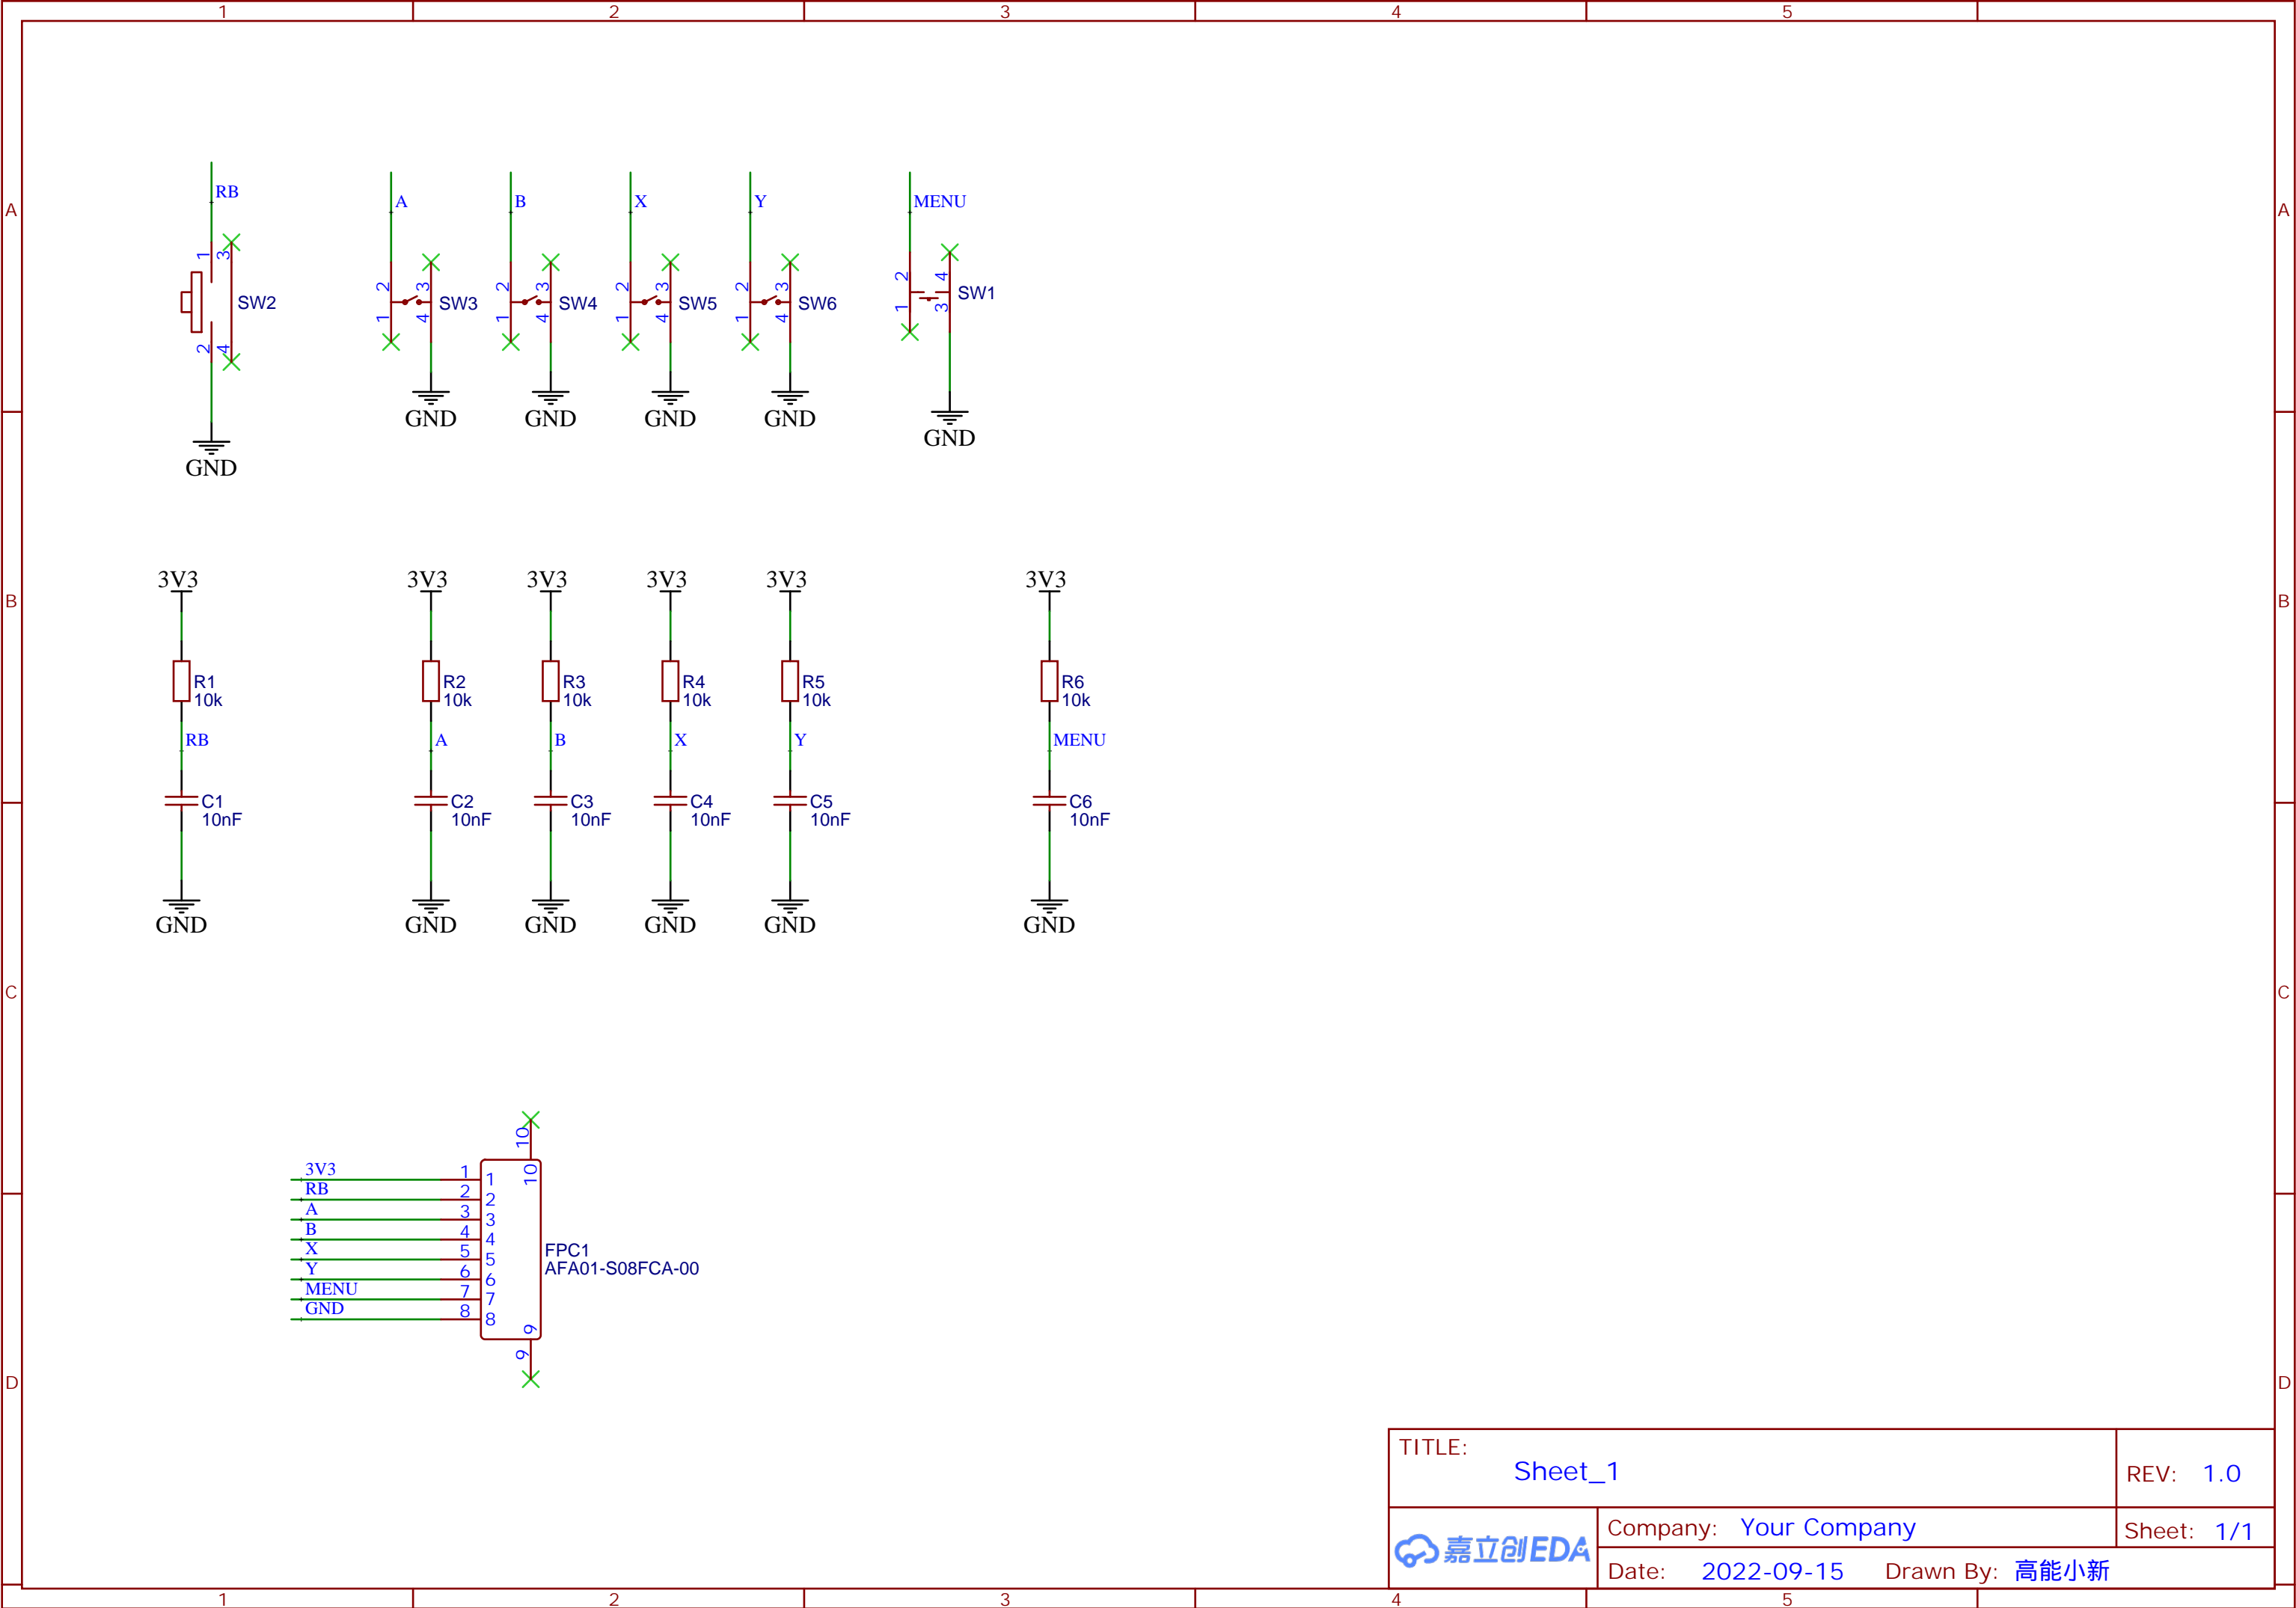 1 2 3 4 5
A A
RB A B X Y MENU
1 3 2 3 2 3 2 3 2 3 2 4
SW2 SW3 SW4 SW5 SW6 SW1
2 4 1 4 1 4 1 4 1 4 1 3
GND GND GND GND GND GND
3V3 3V3 3V3 3V3 3V3 3V3
B B
R1 R2 R3 R4 R5 R6
10k 10k 10k 10k 10k 10k
RB A B X Y MENU
C1 C2 C3 C4 C5 C6
10nF 10nF 10nF 10nF 10nF 10nF
GND GND GND GND GND GND
C C
10
10
3V3 1 1
RB 2 2
A 3 3
B 4 4
X 5 5
Y 6 6
MENU 7 7
GND 8 8
FPC1
AFA01-S08FCA-00
9
9
D D
TITLE:
Sheet_1
REV: 1.0
嘉立创EDA
Company: Your Company
Sheet: 1/1
Date: 2022-09-15 Drawn By: 高能小新
1 2 3 4 5